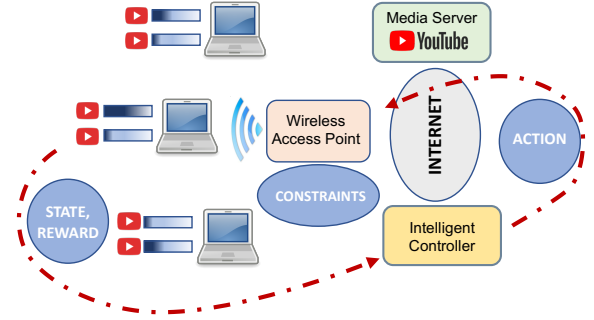 Media Server
YouTube
Wireless
Access Point
INTERNET
ACTION
CONSTRAINTS
STATE,
REWARD
Intelligent
Controller